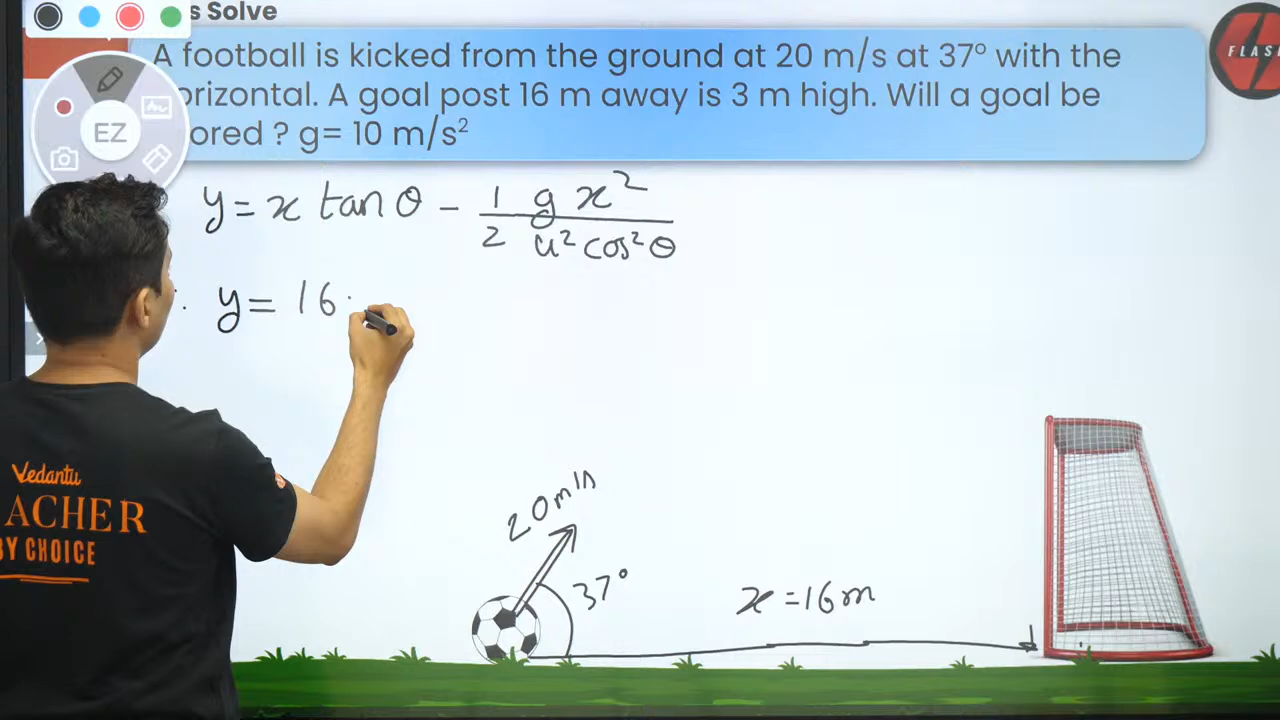 s Solve
A football is kicked from the ground at 20 m/s at 37° with the
orizontal. A goal post 16 m away is 3 m high. Will a goal be
ored ? g= 10 m/s²
FLAS
EZ
y = x tan θ - 1/2 g x²/u² cos² θ
y = 16
20 m/s
37°
x = 16m
Vedantu
ACHER
BY CHOICE